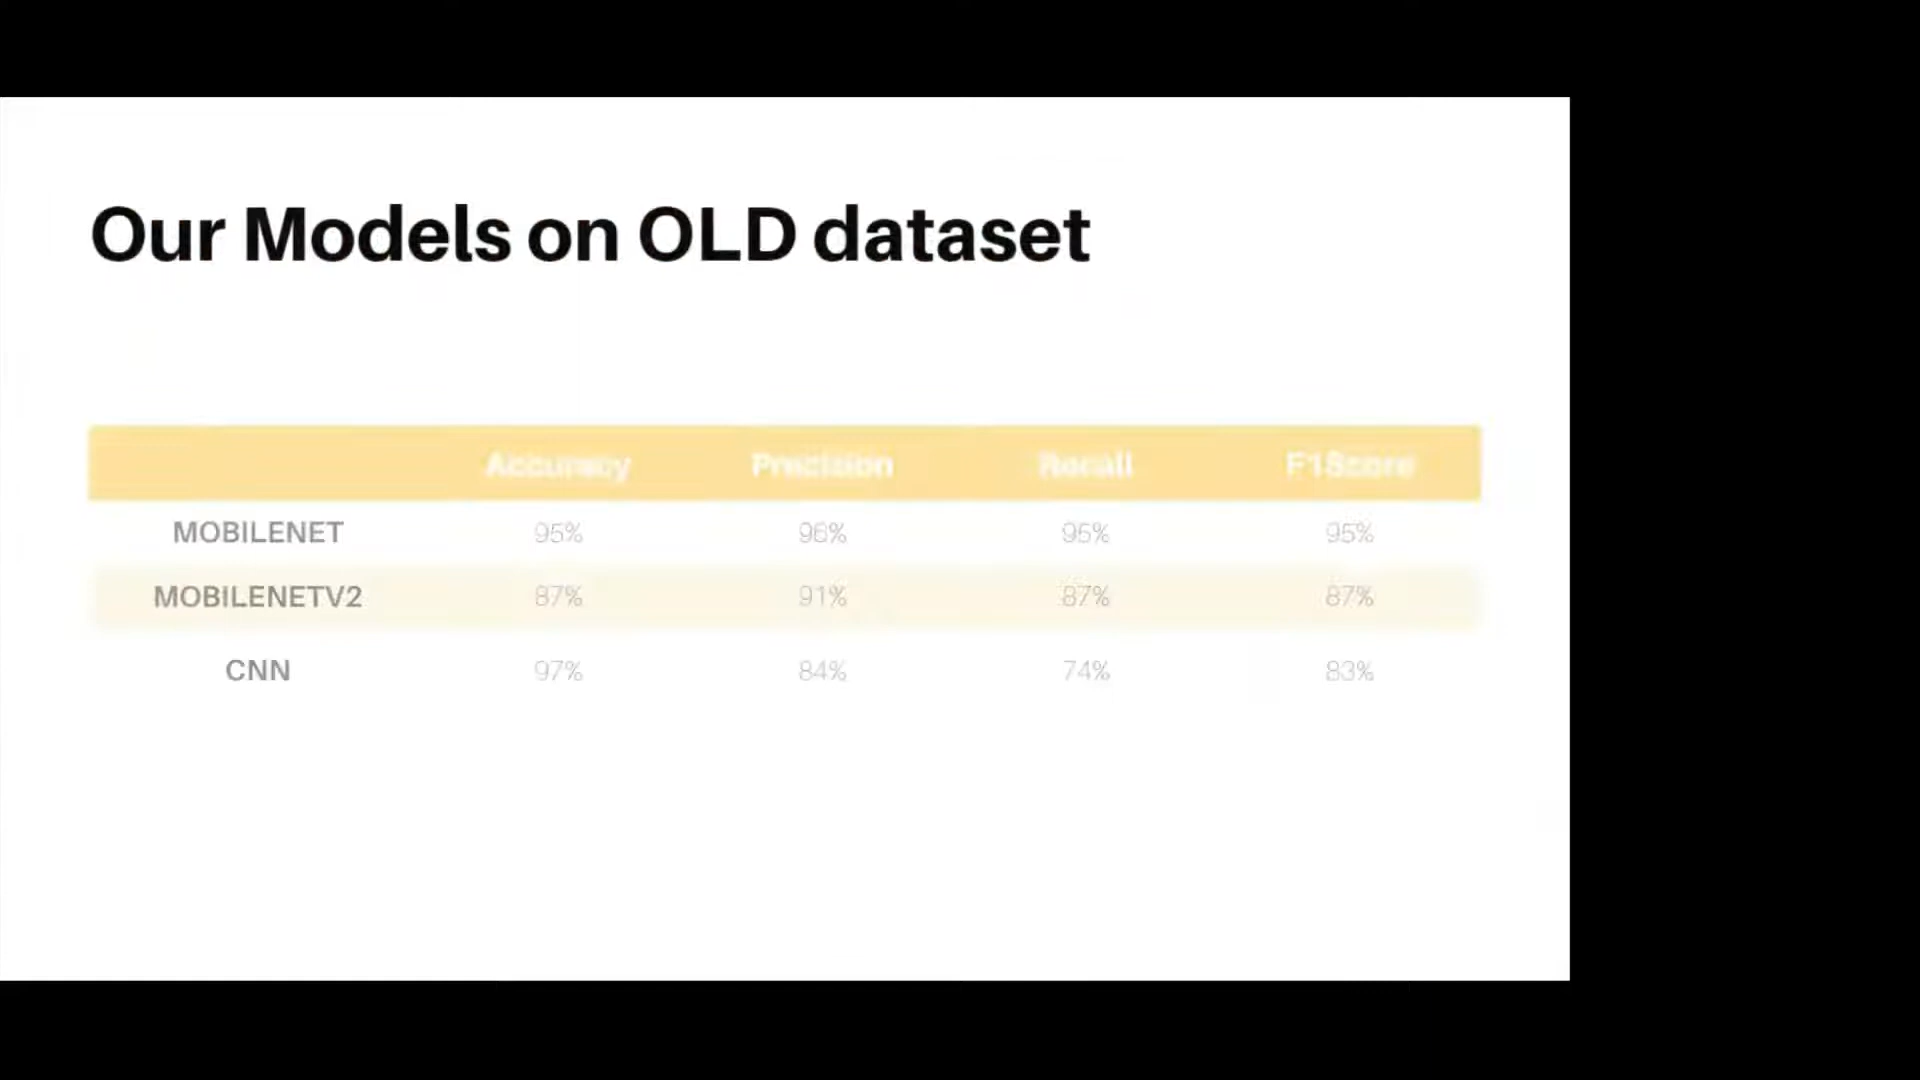 Our Models on OLD dataset
Accuracy Precision Recall F1Score
MOBILENET 95% 96% 95% 95%
MOBILENETV2 87% 91% 87% 87%
CNN 97% 84% 74% 83%